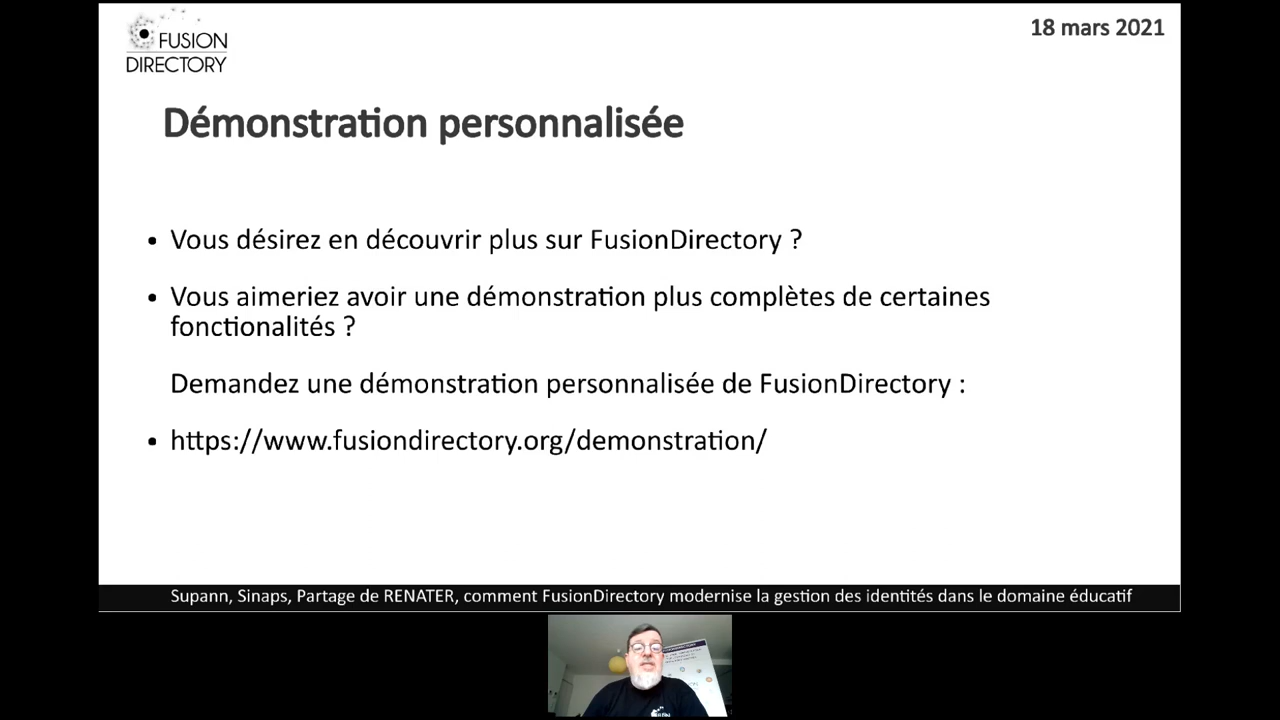 FUSION
DIRECTORY
18 mars 2021
Démonstration personnalisée
• Vous désirez en découvrir plus sur FusionDirectory ?
• Vous aimeriez avoir une démonstration plus complètes de certaines
fonctionalités ?
Demandez une démonstration personnalisée de FusionDirectory :
• https://www.fusiondirectory.org/demonstration/
Supann, Sinaps, Partage de RENATER, comment FusionDirectory modernise la gestion des identités dans le domaine éducatif